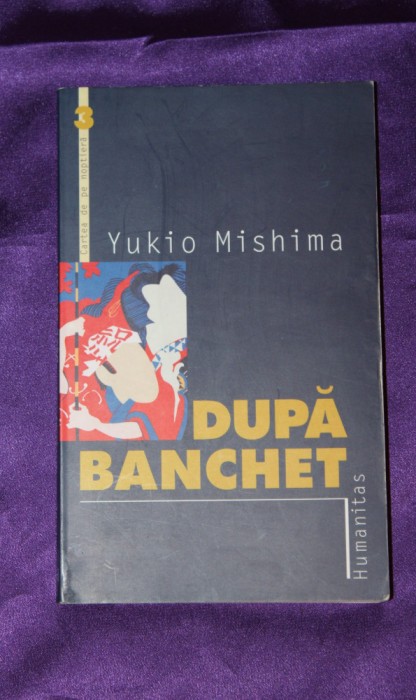 3
Cartea de pe noptieră
Yukio Mishima
DUPĂ
BANCHET
Humanitas